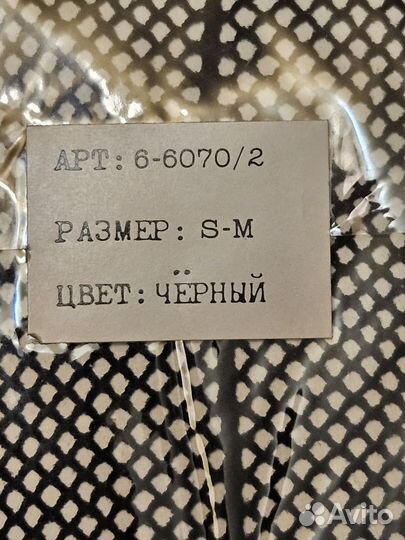 АРТ: 6-6070/2
РАЗМЕР: S-M
ЦВЕТ: ЧЁРНЫЙ
Avito